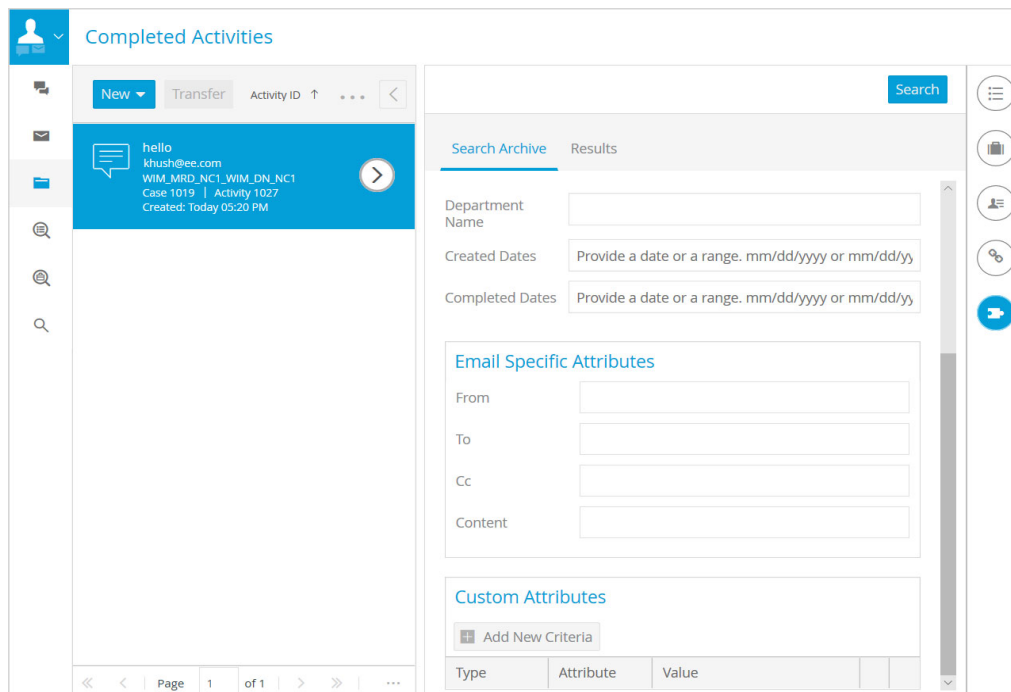 Completed Activities
New
Transfer
Activity ID ↑
...
Search
hello
khush@ee.com
WIM_MRD_NC1_WIM_DN_NC1
Case 1019 | Activity 1027
Created: Today 05:20 PM
Search Archive
Results
Department
Name
Created Dates
Provide a date or a range. mm/dd/yyyy or mm/dd/yy
Completed Dates
Provide a date or a range. mm/dd/yyyy or mm/dd/yy
Email Specific Attributes
From
To
Cc
Content
Custom Attributes
Add New Criteria
Type
Attribute
Value
Page 1 of 1
...